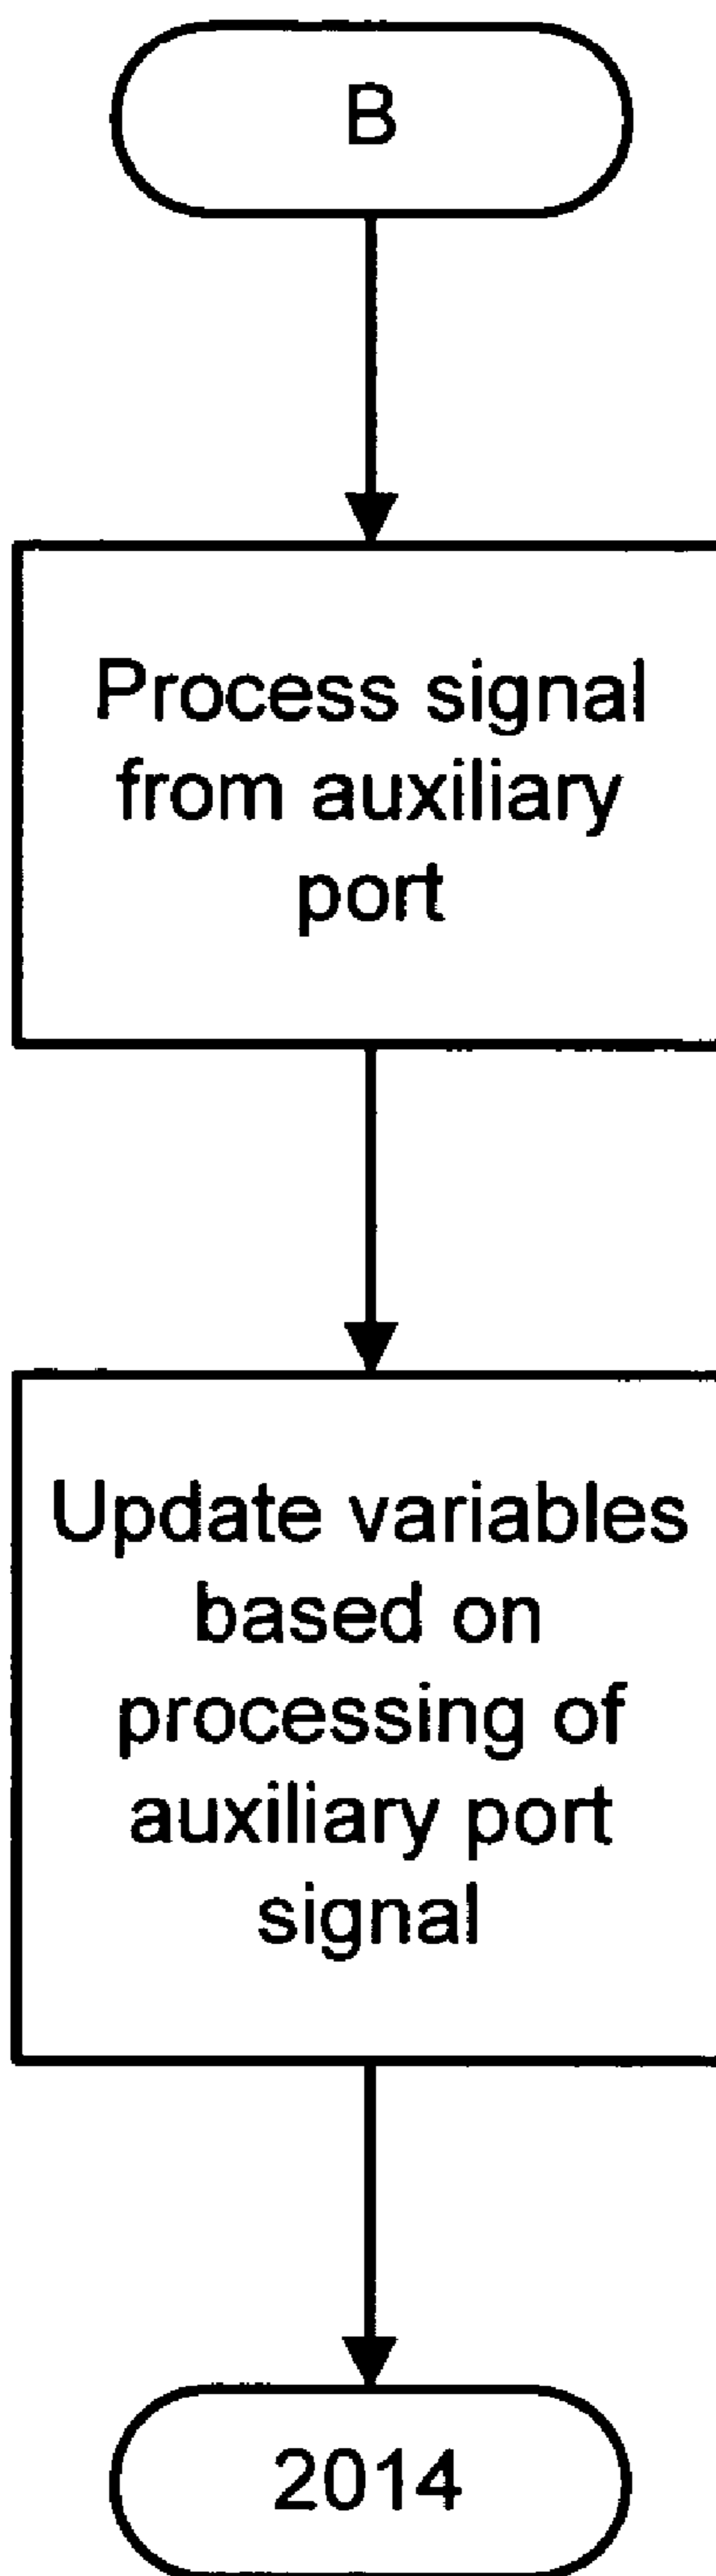 B
Process signal
from auxiliary
port
Update variables
based on
processing of
auxiliary port
signal
2014